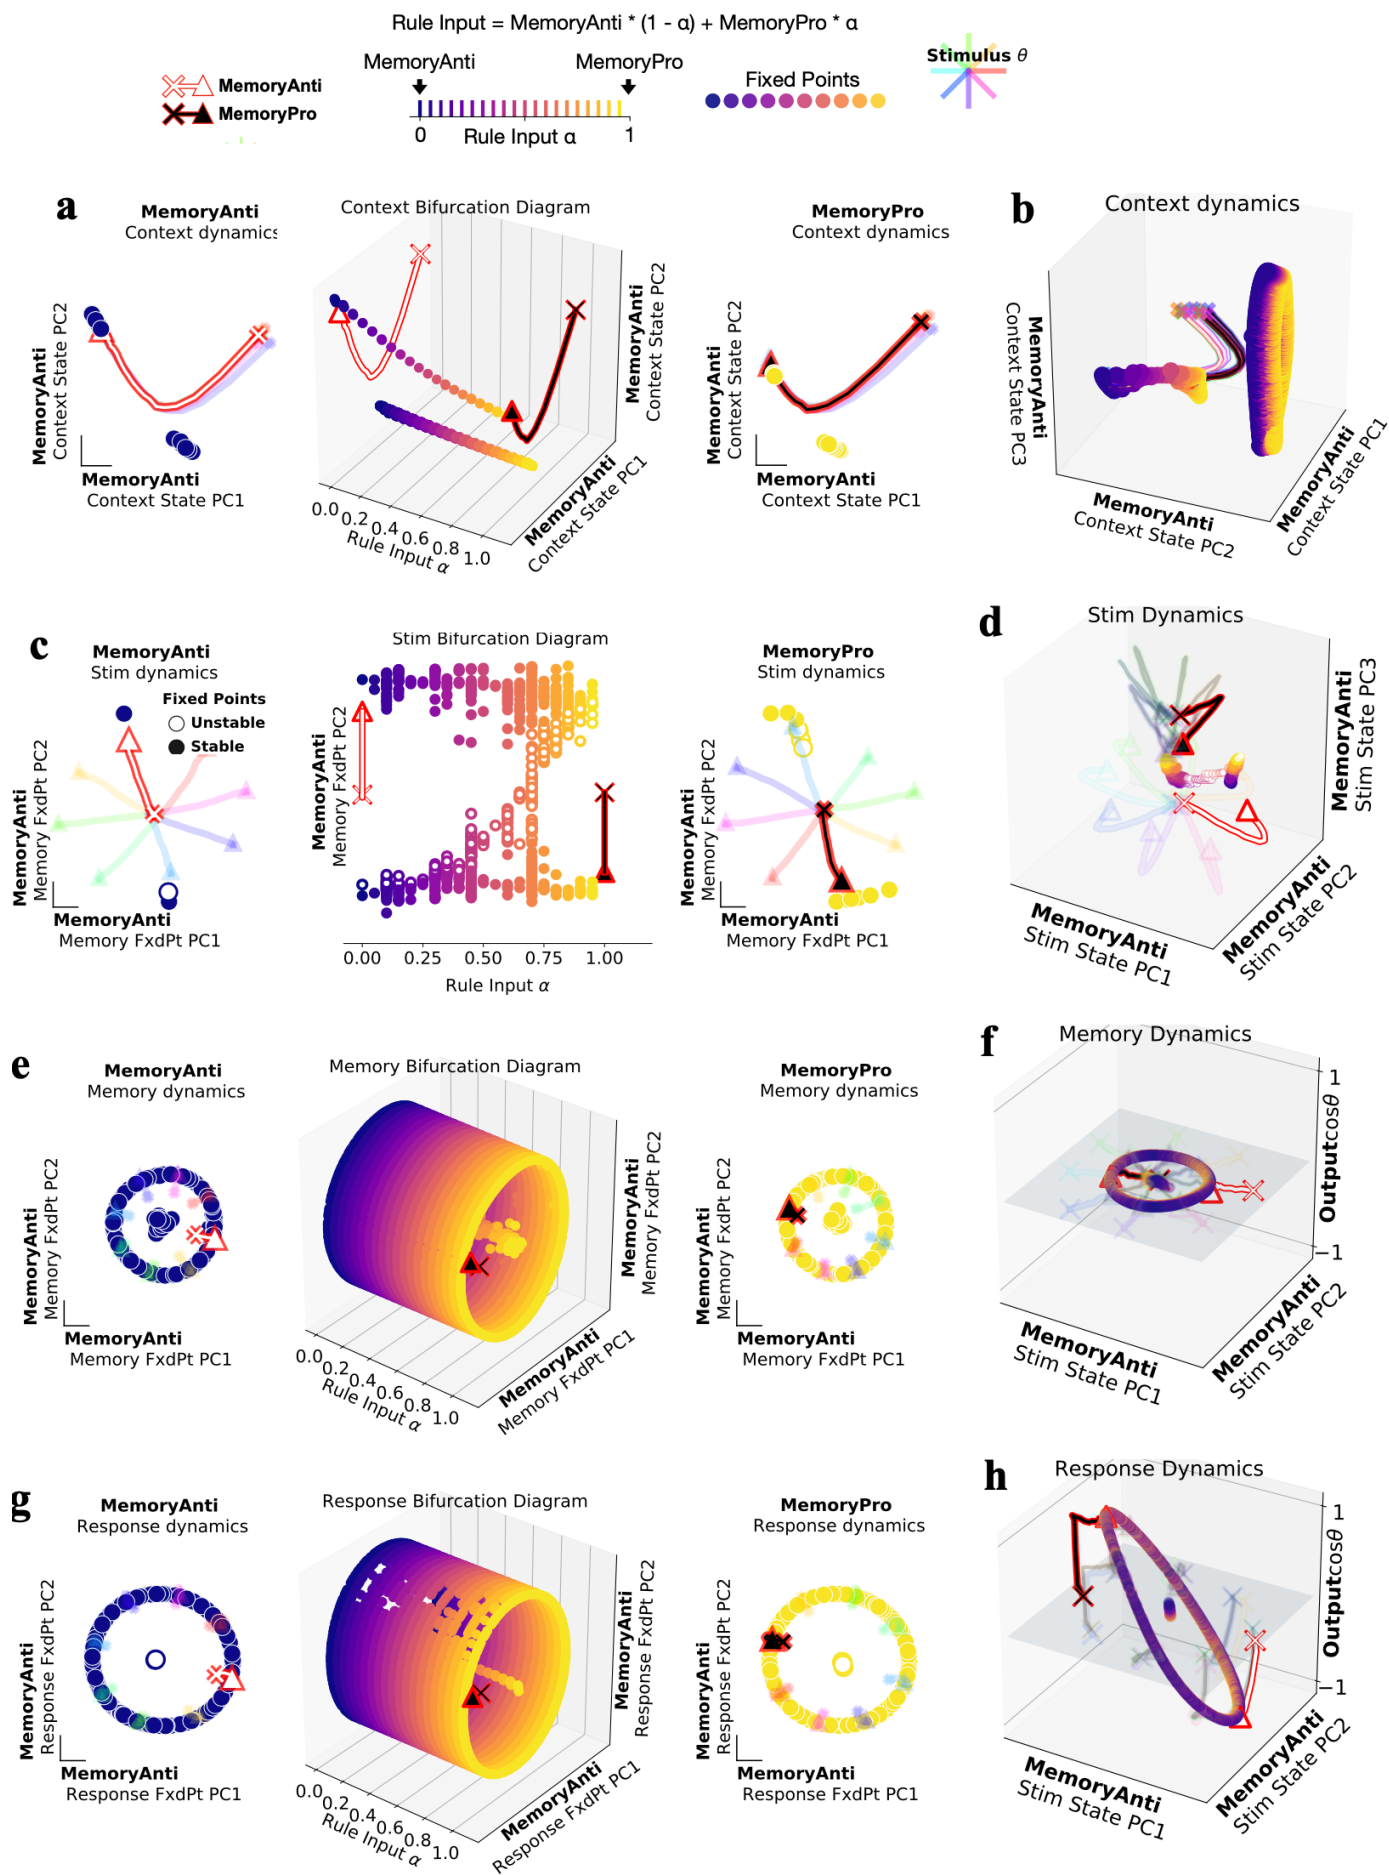 Rule Input = MemoryAnti * (1 - α) + MemoryPro * α
MemoryAnti
MemoryPro
MemoryAnti
MemoryPro
0
1
Rule Input α
Fixed Points
Stimulus θ
a
MemoryAnti
Context dynamics
MemoryAnti
Context State PC2
MemoryAnti
Context State PC1
Context Bifurcation Diagram
0.0
0.2
0.4
0.6
0.8
1.0
Rule Input α
MemoryAnti
Context State PC1
MemoryAnti
Context State PC2
MemoryPro
Context dynamics
MemoryAnti
Context State PC2
MemoryAnti
Context State PC1
b
Context dynamics
MemoryAnti
Context State PC3
MemoryAnti
Context State PC2
MemoryAnti
Context State PC1
c
MemoryAnti
Stim dynamics
Fixed Points
Unstable
Stable
MemoryAnti
Memory FxdPt PC2
MemoryAnti
Memory FxdPt PC1
Stim Bifurcation Diagram
MemoryAnti
Memory FxdPt PC2
0.00
0.25
0.50
0.75
1.00
Rule Input α
MemoryPro
Stim dynamics
MemoryAnti
Memory FxdPt PC2
MemoryAnti
Memory FxdPt PC1
d
Stim Dynamics
MemoryAnti
Stim State PC3
MemoryAnti
Stim State PC1
MemoryAnti
Stim State PC2
e
MemoryAnti
Memory dynamics
MemoryAnti
Memory FxdPt PC2
MemoryAnti
Memory FxdPt PC1
Memory Bifurcation Diagram
0.0
0.2
0.4
0.6
0.8
1.0
Rule Input α
MemoryAnti
Memory FxdPt PC1
MemoryAnti
Memory FxdPt PC2
MemoryPro
Memory dynamics
MemoryAnti
Memory FxdPt PC2
MemoryAnti
Memory FxdPt PC1
f
Memory Dynamics
1
−1
Outputcosθ
MemoryAnti
Stim State PC1
MemoryAnti
Stim State PC2
g
MemoryAnti
Response dynamics
MemoryAnti
Response FxdPt PC2
MemoryAnti
Response FxdPt PC1
Response Bifurcation Diagram
0.0
0.2
0.4
0.6
0.8
1.0
Rule Input α
MemoryAnti
Response FxdPt PC1
MemoryAnti
Response FxdPt PC2
MemoryPro
Response dynamics
MemoryAnti
Response FxdPt PC2
MemoryAnti
Response FxdPt PC1
h
Response Dynamics
1
−1
Outputcosθ
MemoryAnti
Stim State PC1
MemoryAnti
Stim State PC2